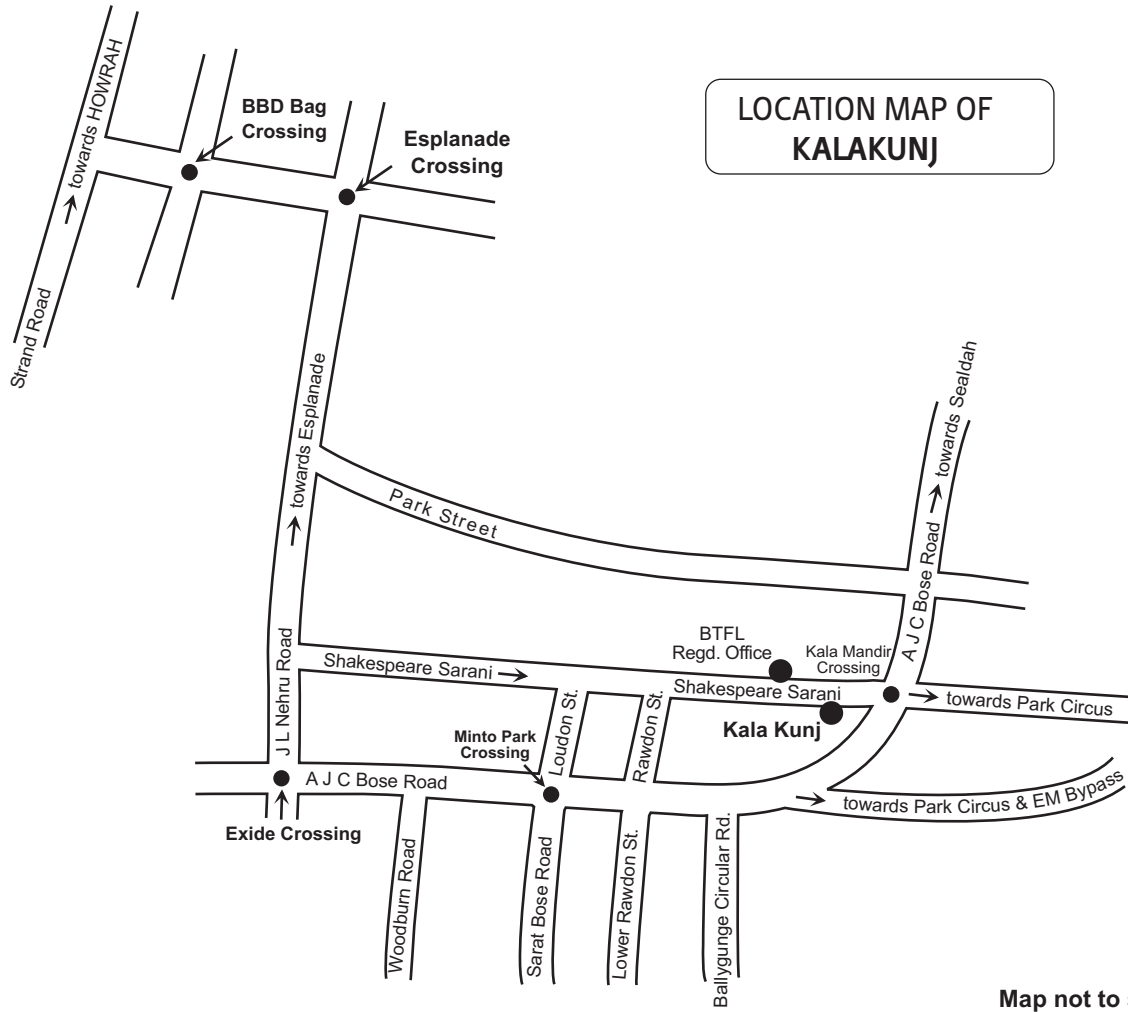 LOCATION MAP OF
KALAKUNJ
BBD Bag
Crossing
Esplanade
Crossing
towards HOWRAH
Strand Road
towards Esplanade
J L Nehru Road
Park Street
towards Sealdah
A J C Bose Road
BTFL
Regd. Office
Kala Mandir
Crossing
Shakespeare Sarani
Shakespeare Sarani
towards Park Circus
Kala Kunj
Minto Park
Crossing
Loudon St.
Rawdon St.
A J C Bose Road
towards Park Circus & EM Bypass
Exide Crossing
Woodburn Road
Sarat Bose Road
Lower Rawdon St.
Ballygunge Circular Rd.
Map not to